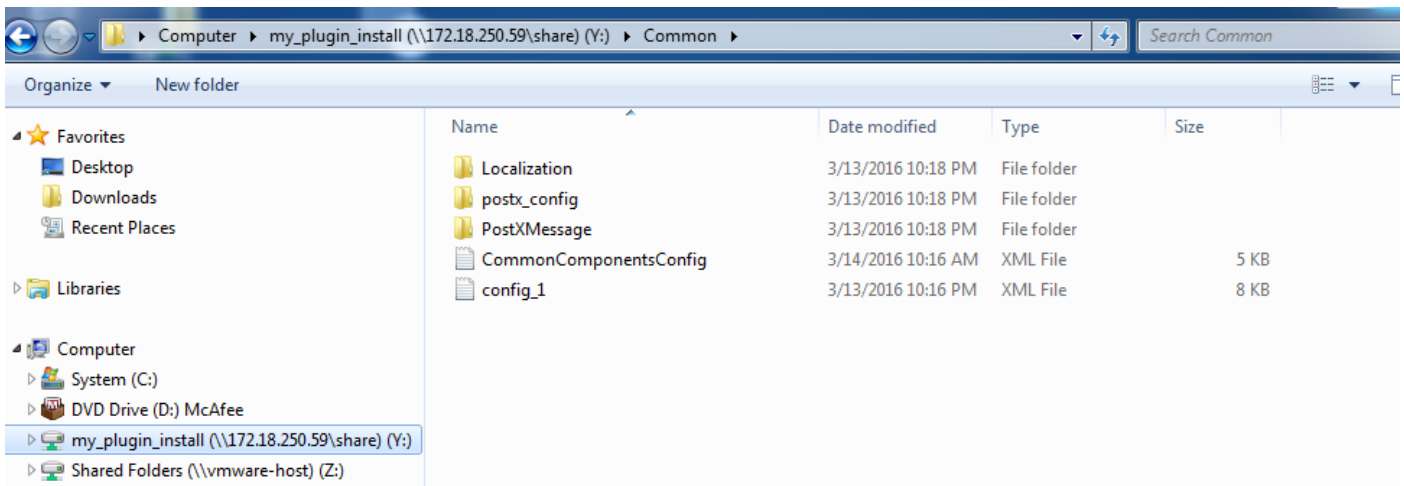 Computer my_plugin_install (\\172.18.250.59\share) (Y:) Common Search Common
Organize New folder
Favorites
Desktop
Downloads
Recent Places
Libraries
Computer
System (C:)
DVD Drive (D:) McAfee
my_plugin_install (\\172.18.250.59\share) (Y:)
Shared Folders (\\vmware-host) (Z:)
Name Date modified Type Size
Localization 3/13/2016 10:18 PM File folder
postx_config 3/13/2016 10:18 PM File folder
PostXMessage 3/13/2016 10:18 PM File folder
CommonComponentsConfig 3/14/2016 10:16 AM XML File 5 KB
config_1 3/13/2016 10:16 PM XML File 8 KB